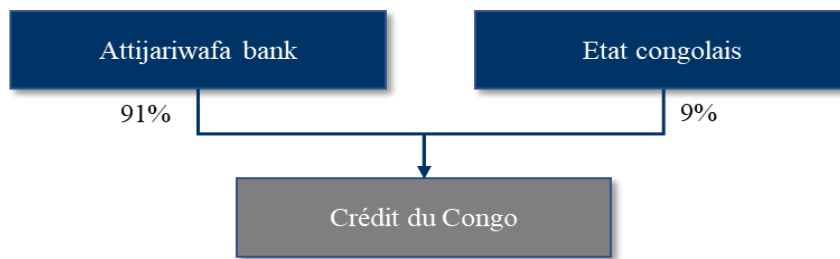 Attijariwafa bank
Etat congolais
91%
9%
Crédit du Congo